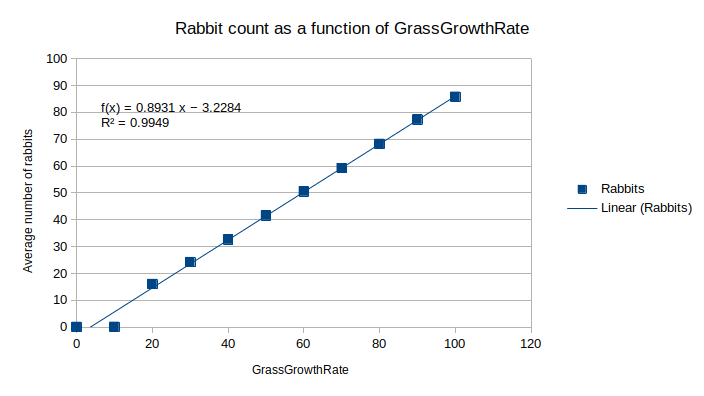 Rabbit count as a function of GrassGrowthRate
100
90
80
70
60
50
40
30
20
10
0
f(x) = 0.8931 x − 3.2284
R² = 0.9949
Average number of rabbits
0
20
40
60
80
100
120
GrassGrowthRate
Rabbits
Linear (Rabbits)